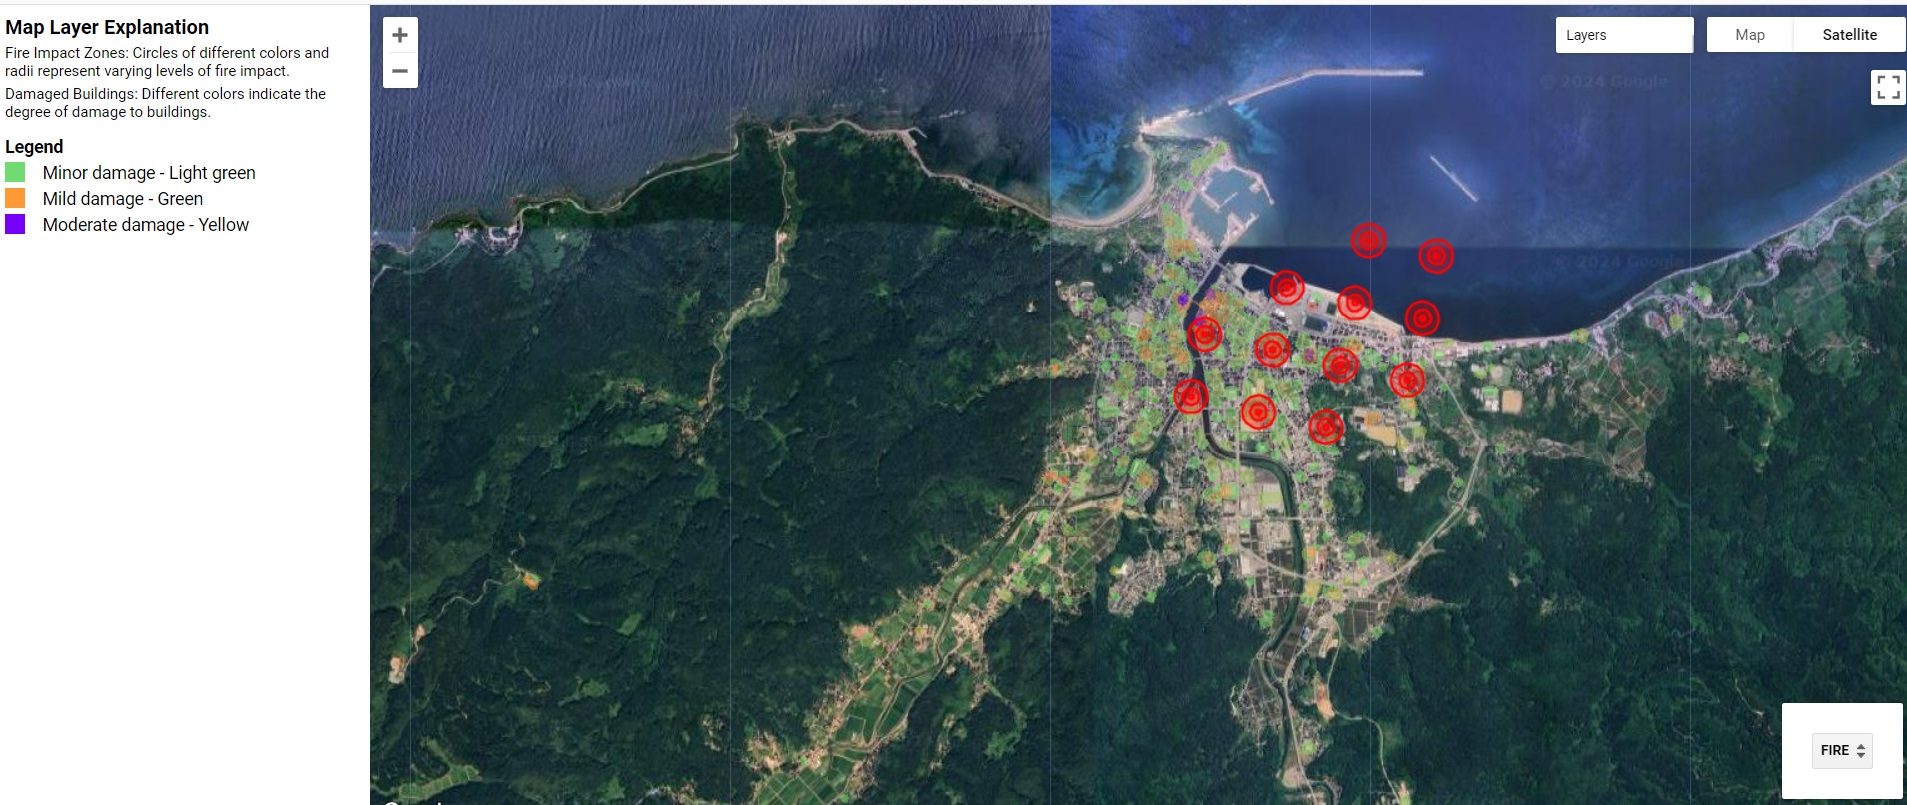 Map Layer Explanation
Fire Impact Zones: Circles of different colors and
radii represent varying levels of fire impact.
Damaged Buildings: Different colors indicate the
degree of damage to buildings.
Legend
Minor damage - Light green
Mild damage - Green
Moderate damage - Yellow
+
−
Layers
Map
Satellite
© 2024 Google
© 2024 Google
FIRE